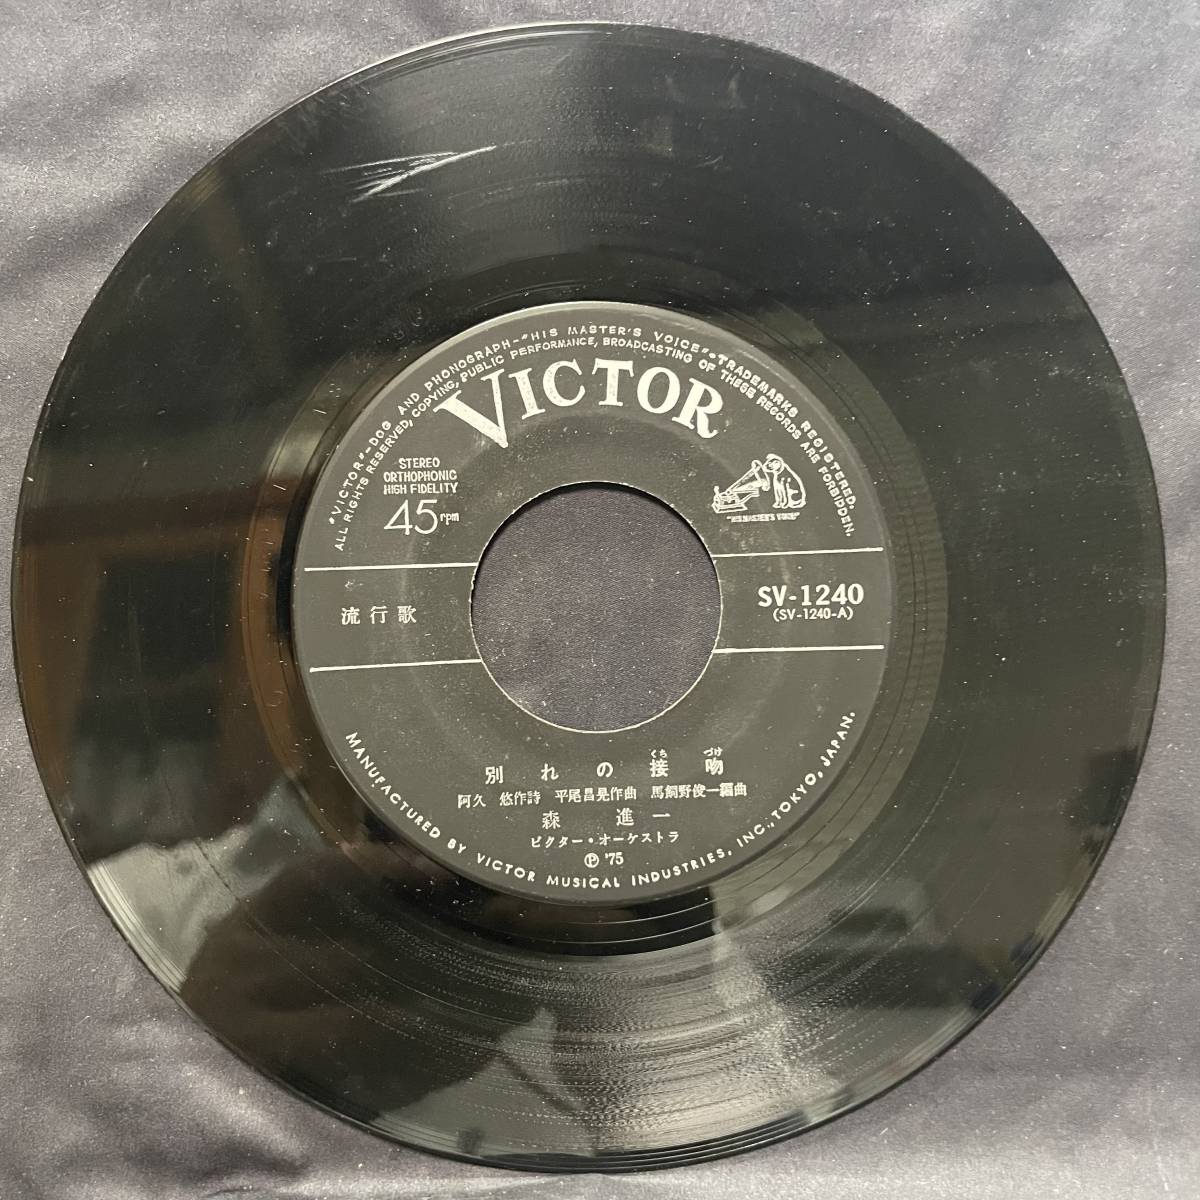 "VICTOR"-DOG AND PHONOGRAPH-"HIS MASTER'S VOICE"•TRADEMARKS REGISTERED.
ALL RIGHTS RESERVED, COPYING, PUBLIC PERFORMANCE, BROADCASTING OF THESE RECORDS ARE FORBIDDEN.
VICTOR
STEREO
ORTHOPHONIC
HIGH FIDELITY
45rpm
"HIS MASTER'S VOICE"
流行歌
SV-1240
(SV-1240-A)
くち づけ
別れの接吻
阿久 悠作詩 平尾昌晃作曲 馬飼野俊一編曲
森 進一
ビクター・オーケストラ
Ⓟ '75
MANUFACTURED BY VICTOR MUSICAL INDUSTRIES, INC., TOKYO, JAPAN.